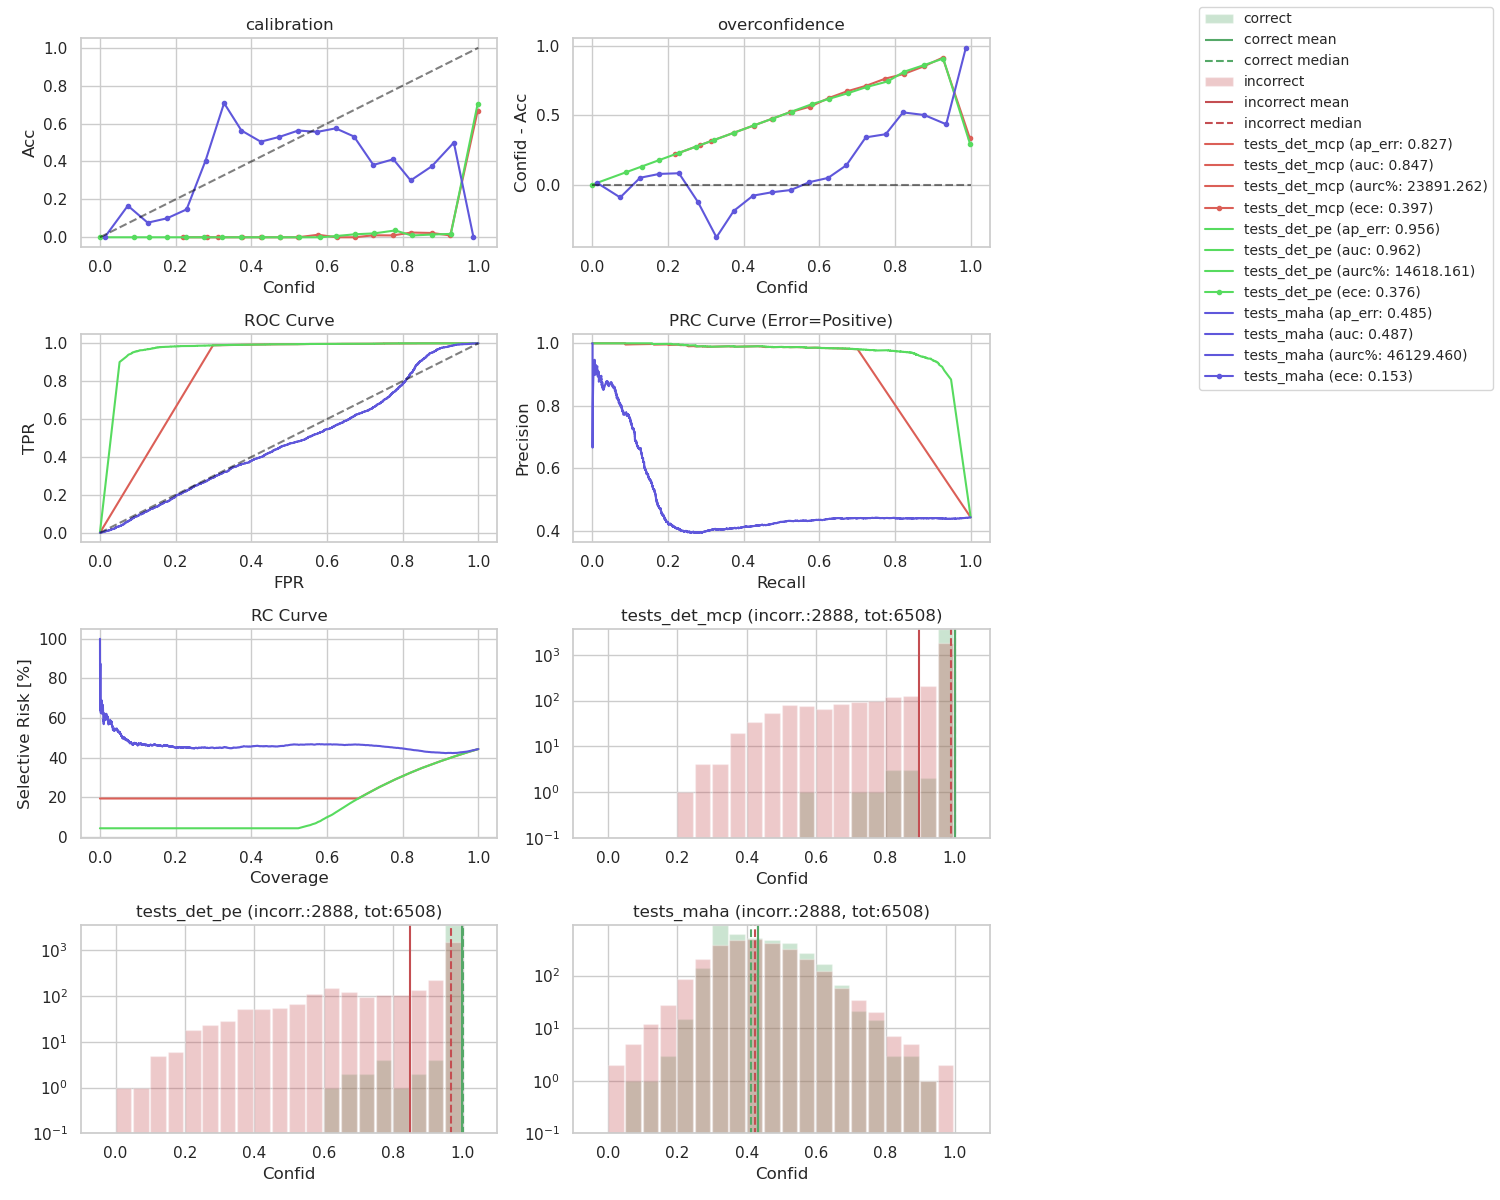 calibration
1.0
0.8
0.6
0.4
0.2
0.0
Acc
0.0 0.2 0.4 0.6 0.8 1.0
Confid
overconfidence
1.0
0.5
0.0
Confid - Acc
0.0 0.2 0.4 0.6 0.8 1.0
Confid
correct
correct mean
correct median
incorrect
incorrect mean
incorrect median
tests_det_mcp (ap_err: 0.827)
tests_det_mcp (auc: 0.847)
tests_det_mcp (aurc%: 23891.262)
tests_det_mcp (ece: 0.397)
tests_det_pe (ap_err: 0.956)
tests_det_pe (auc: 0.962)
tests_det_pe (aurc%: 14618.161)
tests_det_pe (ece: 0.376)
tests_maha (ap_err: 0.485)
tests_maha (auc: 0.487)
tests_maha (aurc%: 46129.460)
tests_maha (ece: 0.153)
ROC Curve
1.0
0.8
0.6
0.4
0.2
0.0
TPR
0.0 0.2 0.4 0.6 0.8 1.0
FPR
PRC Curve (Error=Positive)
1.0
0.8
0.6
0.4
Precision
0.0 0.2 0.4 0.6 0.8 1.0
Recall
RC Curve
100
80
60
40
20
0
Selective Risk [%]
0.0 0.2 0.4 0.6 0.8 1.0
Coverage
tests_det_mcp (incorr.:2888, tot:6508)
10³
10²
10¹
10⁰
10⁻¹
0.0 0.2 0.4 0.6 0.8 1.0
Confid
tests_det_pe (incorr.:2888, tot:6508)
10³
10²
10¹
10⁰
10⁻¹
0.0 0.2 0.4 0.6 0.8 1.0
Confid
tests_maha (incorr.:2888, tot:6508)
10²
10¹
10⁰
10⁻¹
0.0 0.2 0.4 0.6 0.8 1.0
Confid